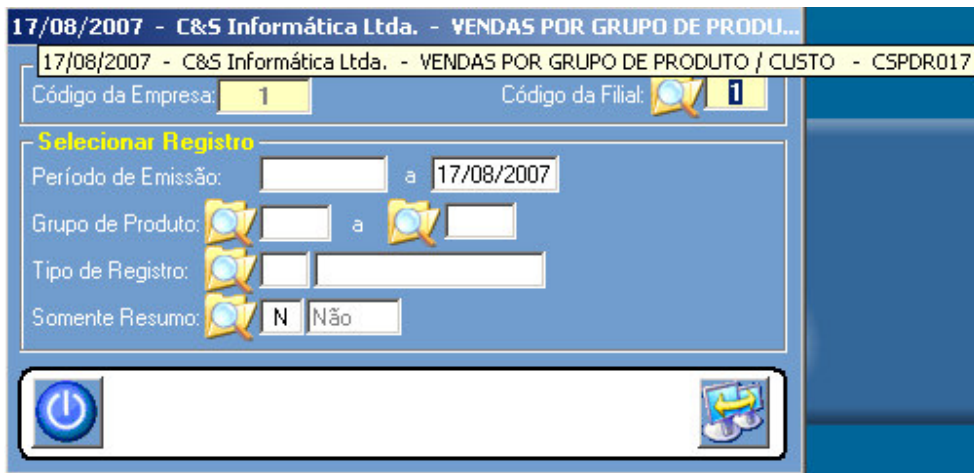 17/08/2007 - C&S Informática Ltda. - VENDAS POR GRUPO DE PRODU...
17/08/2007 - C&S Informática Ltda. - VENDAS POR GRUPO DE PRODUTO / CUSTO - CSPDR017
Código da Empresa: 1 Código da Filial: 1
Selecionar Registro
Período de Emissão: a 17/08/2007
Grupo de Produto: a
Tipo de Registro:
Somente Resumo: N Não